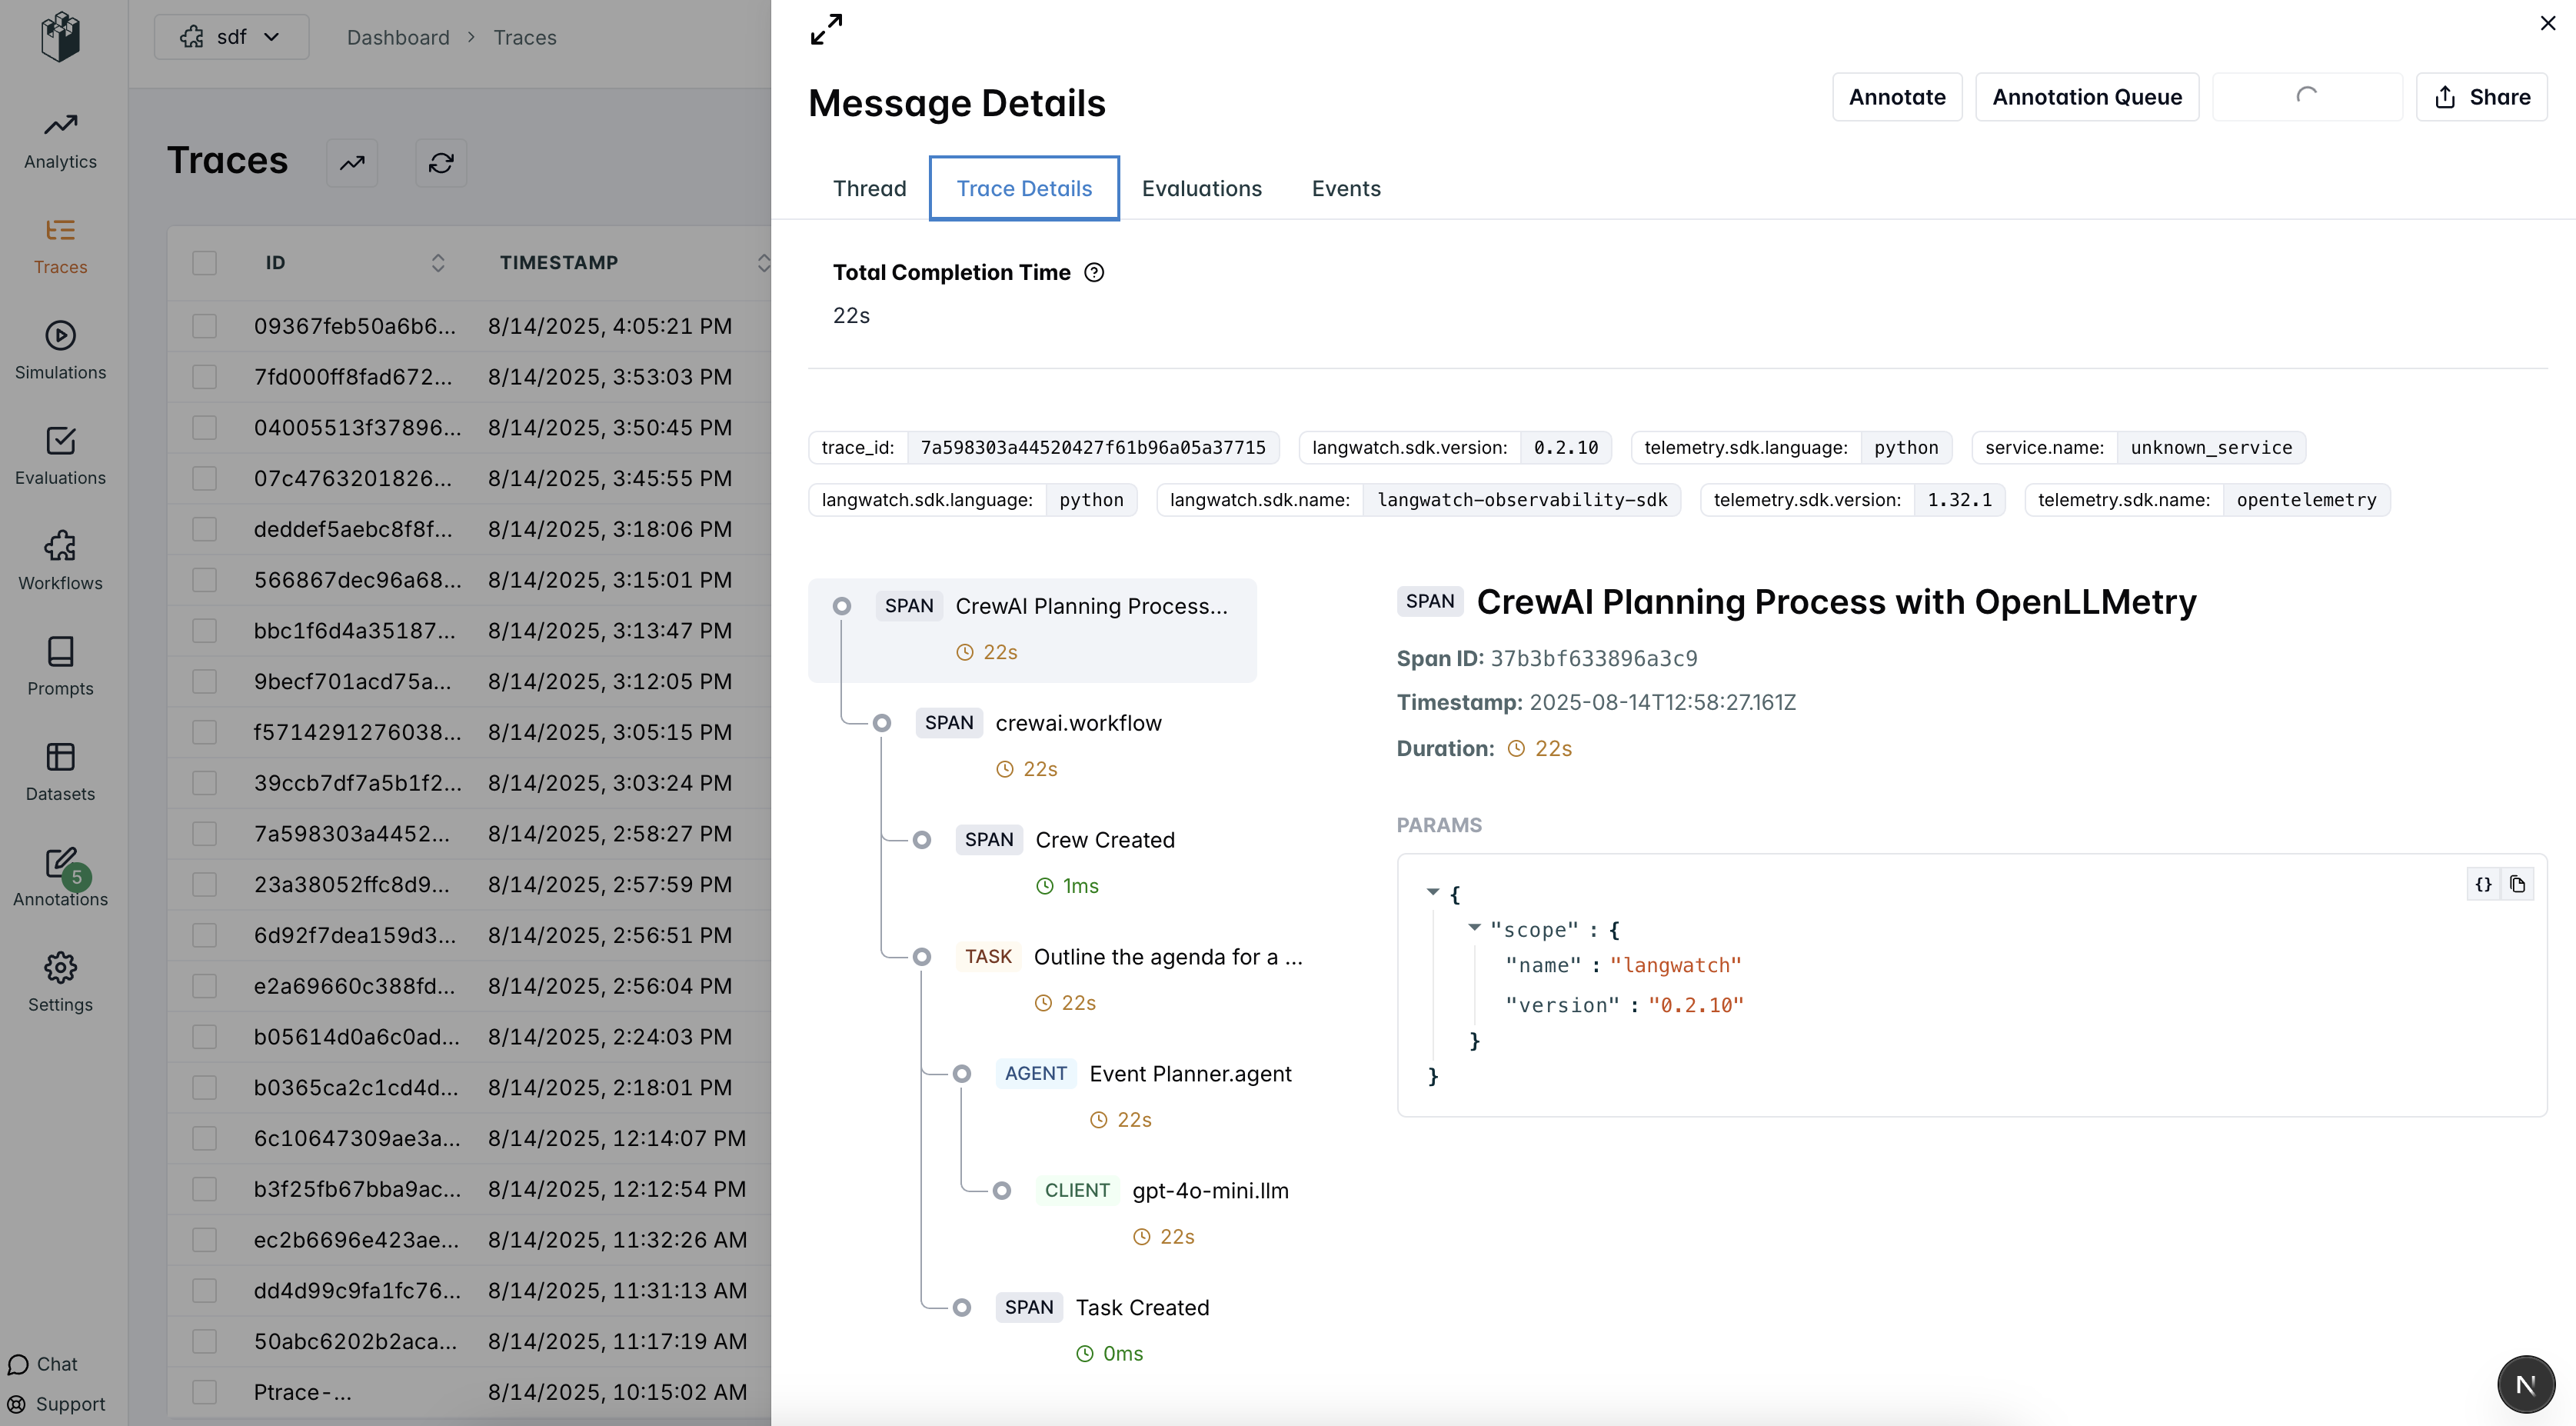 sdf
Dashboard > Traces
Analytics
Traces
Simulations
Evaluations
Workflows
Prompts
Datasets
5
Annotations
Settings
Chat
Support
Traces
ID TIMESTAMP
09367feb50a6b6... 8/14/2025, 4:05:21 PM
7fd000ff8fad672... 8/14/2025, 3:53:03 PM
04005513f37896... 8/14/2025, 3:50:45 PM
07c4763201826... 8/14/2025, 3:45:55 PM
deddef5aebc8f8f... 8/14/2025, 3:18:06 PM
566867dec96a68... 8/14/2025, 3:15:01 PM
bbc1f6d4a35187... 8/14/2025, 3:13:47 PM
9becf701acd75a... 8/14/2025, 3:12:05 PM
f5714291276038... 8/14/2025, 3:05:15 PM
39ccb7df7a5b1f2... 8/14/2025, 3:03:24 PM
7a598303a4452... 8/14/2025, 2:58:27 PM
23a38052ffc8d9... 8/14/2025, 2:57:59 PM
6d92f7dea159d3... 8/14/2025, 2:56:51 PM
e2a69660c388fd... 8/14/2025, 2:56:04 PM
b05614d0a6c0ad... 8/14/2025, 2:24:03 PM
b0365ca2c1cd4d... 8/14/2025, 2:18:01 PM
6c10647309ae3a... 8/14/2025, 12:14:07 PM
b3f25fb67bba9ac... 8/14/2025, 12:12:54 PM
ec2b6696e423ae... 8/14/2025, 11:32:26 AM
dd4d99c9fa1fc76... 8/14/2025, 11:31:13 AM
50abc6202b2aca... 8/14/2025, 11:17:19 AM
Ptrace-... 8/14/2025, 10:15:02 AM
Message Details
Annotate Annotation Queue Share
Thread Trace Details Evaluations Events
Total Completion Time
22s
trace_id: 7a598303a44520427f61b96a05a37715 langwatch.sdk.version: 0.2.10 telemetry.sdk.language: python service.name: unknown_service
langwatch.sdk.language: python langwatch.sdk.name: langwatch-observability-sdk telemetry.sdk.version: 1.32.1 telemetry.sdk.name: opentelemetry
SPAN CrewAI Planning Process...
22s
SPAN crewai.workflow
22s
SPAN Crew Created
1ms
TASK Outline the agenda for a ...
22s
AGENT Event Planner.agent
22s
CLIENT gpt-4o-mini.llm
22s
SPAN Task Created
0ms
SPAN CrewAI Planning Process with OpenLLMetry
Span ID: 37b3bf633896a3c9
Timestamp: 2025-08-14T12:58:27.161Z
Duration: 22s
PARAMS
{}
{
"scope" : {
"name" : "langwatch"
"version" : "0.2.10"
}
}
N